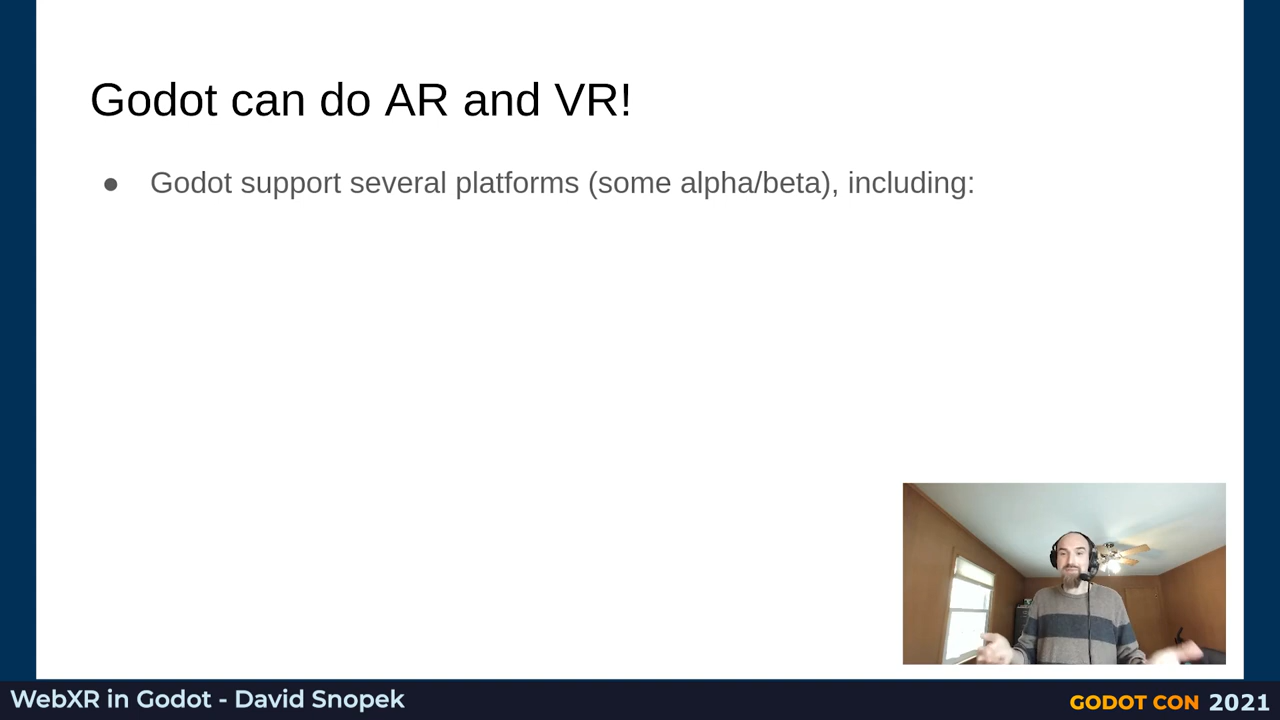 Godot can do AR and VR!
● Godot support several platforms (some alpha/beta), including:
WebXR in Godot - David Snopek
GODOT CON 2021